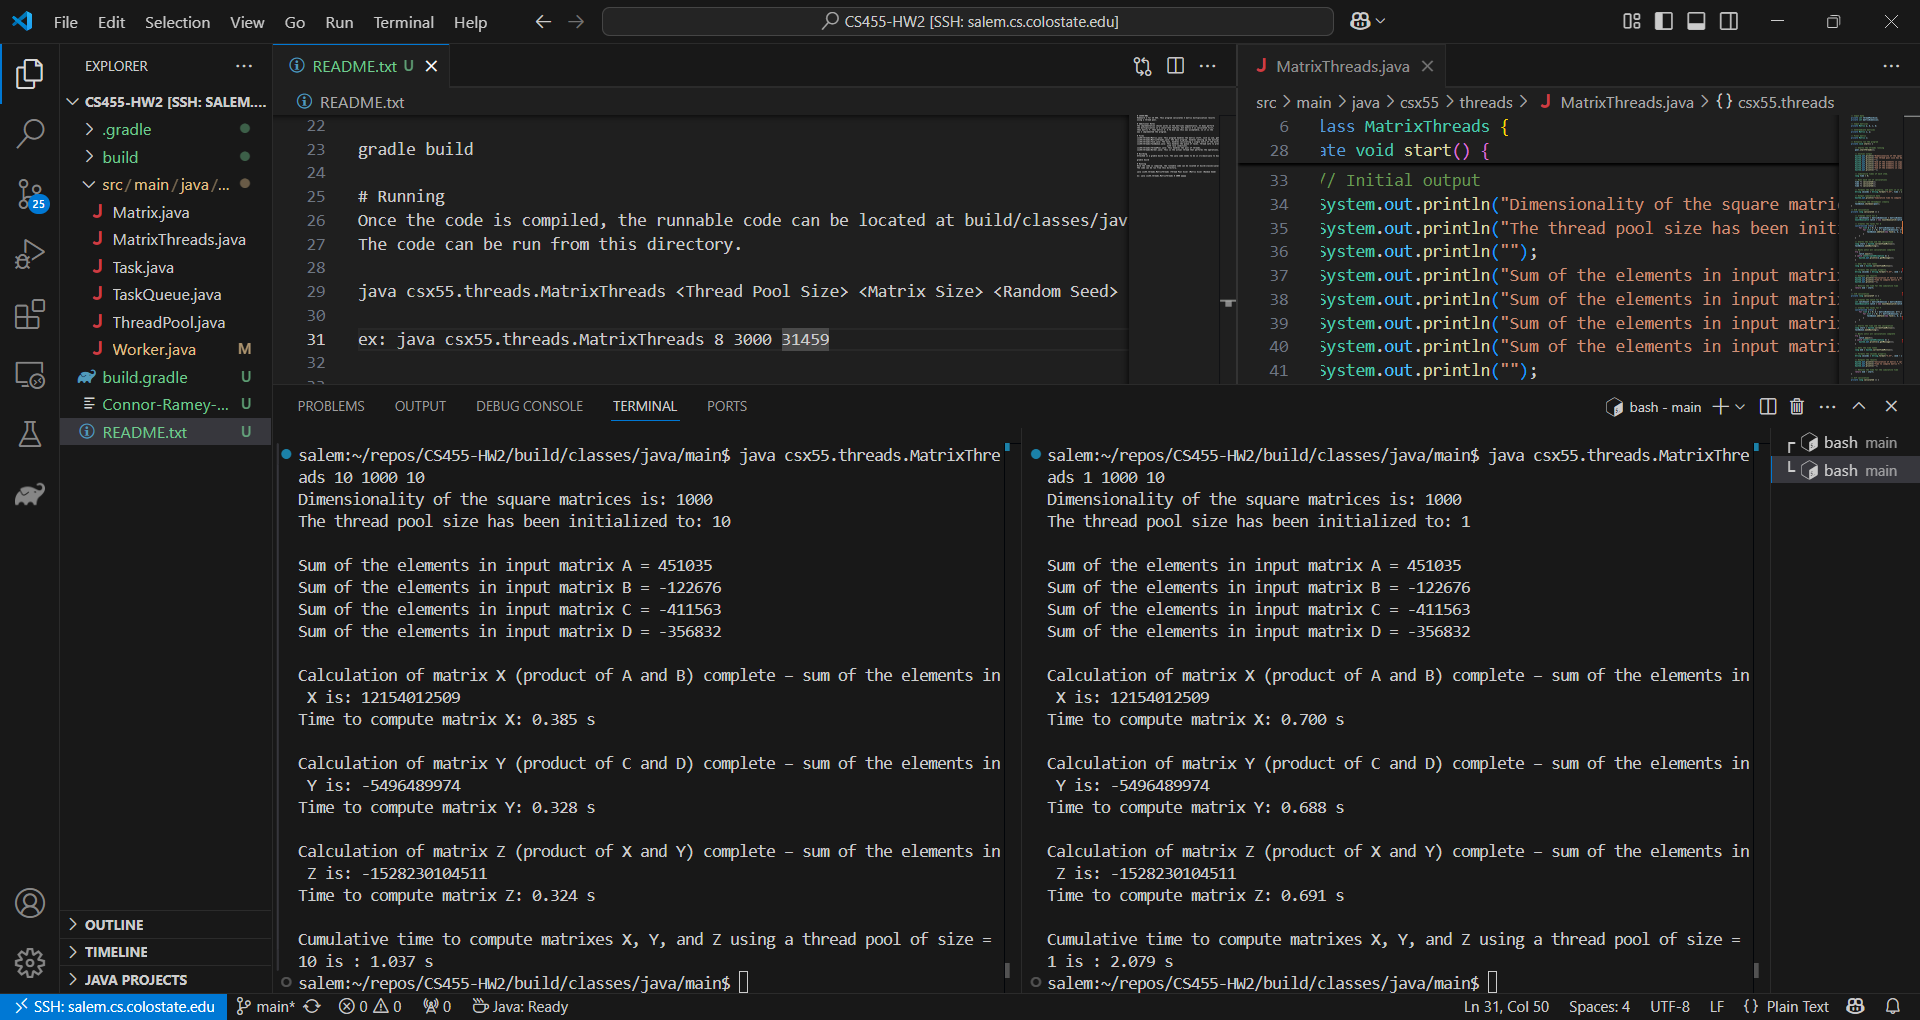 File Edit Selection View Go Run Terminal Help
CS455-HW2 [SSH: salem.cs.colostate.edu]
EXPLORER
CS455-HW2 [SSH: SALEM....
.gradle
build
src/main/java/...
J Matrix.java
J MatrixThreads.java
J Task.java
J TaskQueue.java
J ThreadPool.java
J Worker.java M
build.gradle U
Connor-Ramey-... U
README.txt U
25
OUTLINE
TIMELINE
JAVA PROJECTS
README.txt U
README.txt
22
23 gradle build
24
25 # Running
26 Once the code is compiled, the runnable code can be located at build/classes/jav
27 The code can be run from this directory.
28
29 java csx55.threads.MatrixThreads <Thread Pool Size> <Matrix Size> <Random Seed>
30
31 ex: java csx55.threads.MatrixThreads 8 3000 31459
32
J MatrixThreads.java
src > main > java > csx55 > threads > J MatrixThreads.java > {} csx55.threads
6 lass MatrixThreads {
28 ate void start() {
33 // Initial output
34 System.out.println("Dimensionality of the square matri
35 System.out.println("The thread pool size has been init
36 System.out.println("");
37 System.out.println("Sum of the elements in input matri
38 System.out.println("Sum of the elements in input matri
39 System.out.println("Sum of the elements in input matri
40 System.out.println("Sum of the elements in input matri
41 System.out.println("");
PROBLEMS OUTPUT DEBUG CONSOLE TERMINAL PORTS
bash - main
salem:~/repos/CS455-HW2/build/classes/java/main$ java csx55.threads.MatrixThre
ads 10 1000 10
Dimensionality of the square matrices is: 1000
The thread pool size has been initialized to: 10
Sum of the elements in input matrix A = 451035
Sum of the elements in input matrix B = -122676
Sum of the elements in input matrix C = -411563
Sum of the elements in input matrix D = -356832
Calculation of matrix X (product of A and B) complete – sum of the elements in
X is: 12154012509
Time to compute matrix X: 0.385 s
Calculation of matrix Y (product of C and D) complete – sum of the elements in
Y is: -5496489974
Time to compute matrix Y: 0.328 s
Calculation of matrix Z (product of X and Y) complete – sum of the elements in
Z is: -1528230104511
Time to compute matrix Z: 0.324 s
Cumulative time to compute matrixes X, Y, and Z using a thread pool of size =
10 is : 1.037 s
salem:~/repos/CS455-HW2/build/classes/java/main$
salem:~/repos/CS455-HW2/build/classes/java/main$ java csx55.threads.MatrixThre
ads 1 1000 10
Dimensionality of the square matrices is: 1000
The thread pool size has been initialized to: 1
Sum of the elements in input matrix A = 451035
Sum of the elements in input matrix B = -122676
Sum of the elements in input matrix C = -411563
Sum of the elements in input matrix D = -356832
Calculation of matrix X (product of A and B) complete – sum of the elements in
X is: 12154012509
Time to compute matrix X: 0.700 s
Calculation of matrix Y (product of C and D) complete – sum of the elements in
Y is: -5496489974
Time to compute matrix Y: 0.688 s
Calculation of matrix Z (product of X and Y) complete – sum of the elements in
Z is: -1528230104511
Time to compute matrix Z: 0.691 s
Cumulative time to compute matrixes X, Y, and Z using a thread pool of size =
1 is : 2.079 s
salem:~/repos/CS455-HW2/build/classes/java/main$
bash main
bash main
SSH: salem.cs.colostate.edu main* 0 0 0 Java: Ready
Ln 31, Col 50 Spaces: 4 UTF-8 LF {} Plain Text